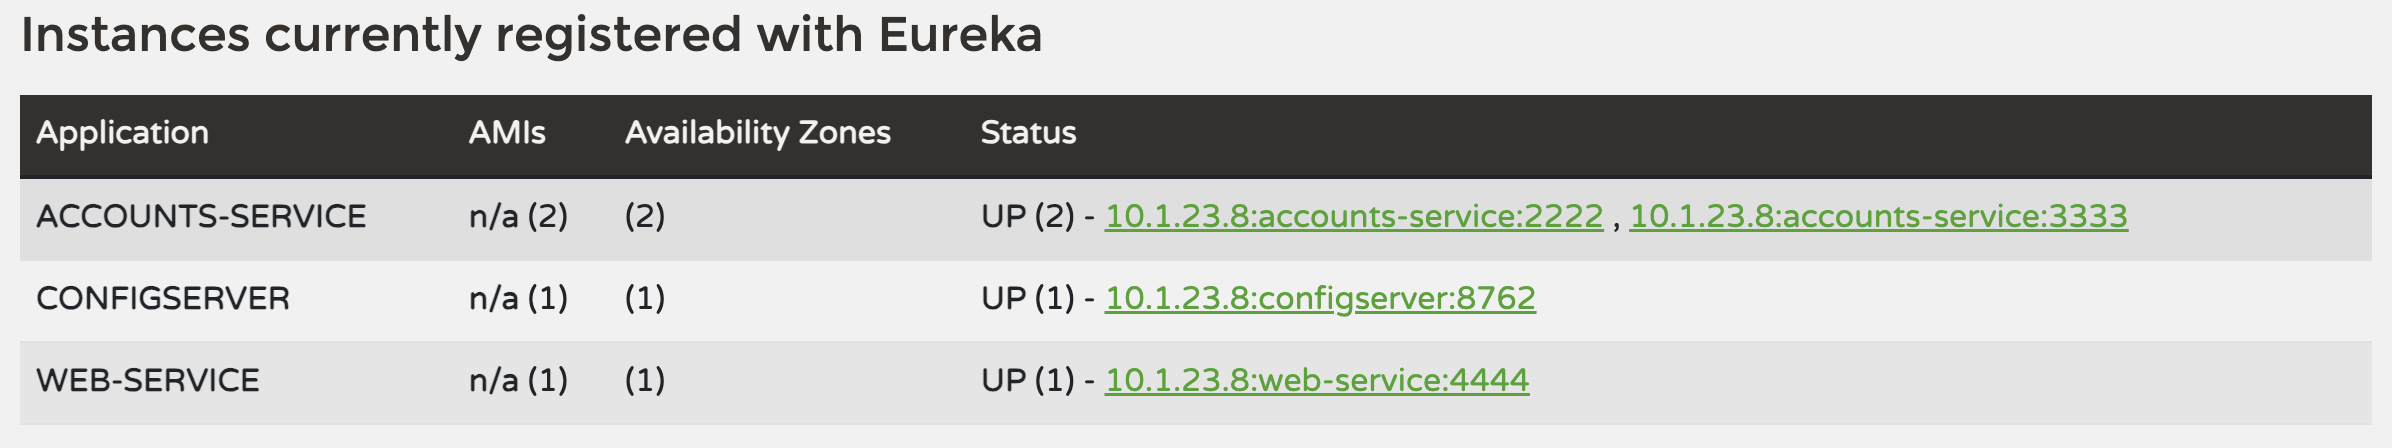 Instances currently registered with Eureka
Application AMIs Availability Zones Status
ACCOUNTS-SERVICE n/a (2) (2) UP (2) - 10.1.23.8:accounts-service:2222 , 10.1.23.8:accounts-service:3333
CONFIGSERVER n/a (1) (1) UP (1) - 10.1.23.8:configserver:8762
WEB-SERVICE n/a (1) (1) UP (1) - 10.1.23.8:web-service:4444